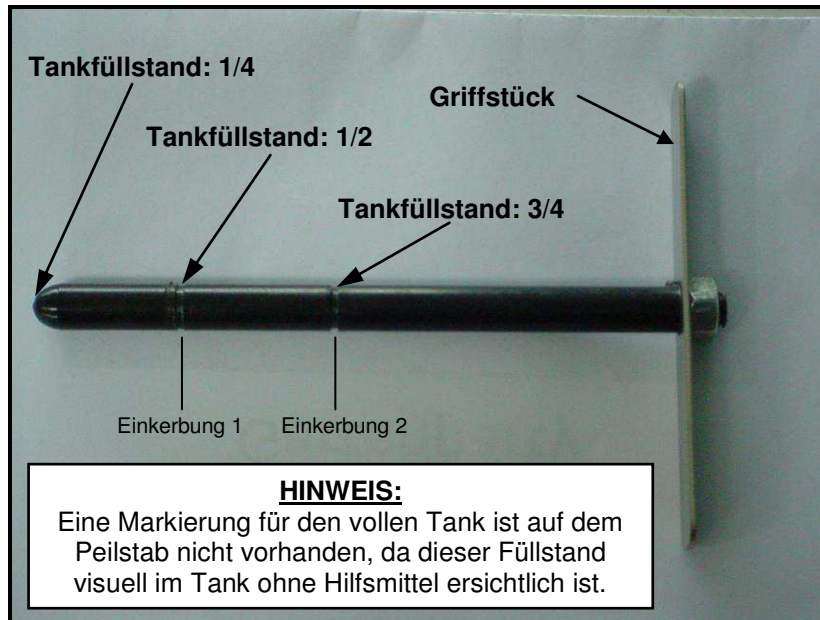 Tankfüllstand: 1/4
Griffstück
Tankfüllstand: 1/2
Tankfüllstand: 3/4
Einkerbung 1
Einkerbung 2
HINWEIS:
Eine Markierung für den vollen Tank ist auf dem
Peilstab nicht vorhanden, da dieser Füllstand
visuell im Tank ohne Hilfsmittel ersichtlich ist.